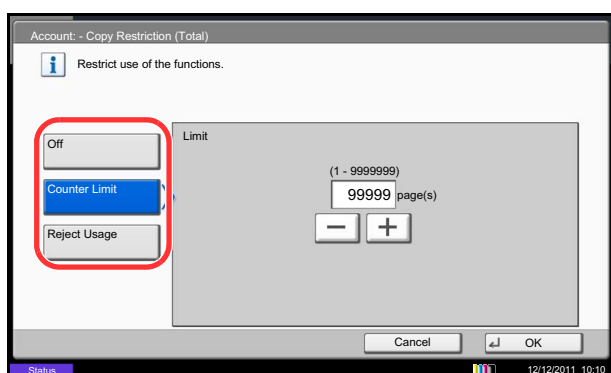 Account: - Copy Restriction (Total)
i
Restrict use of the functions.
Off
Counter Limit
Reject Usage
Limit
(1 - 9999999)
99999 page(s)
Cancel
OK
Status
12/12/2011 10:10